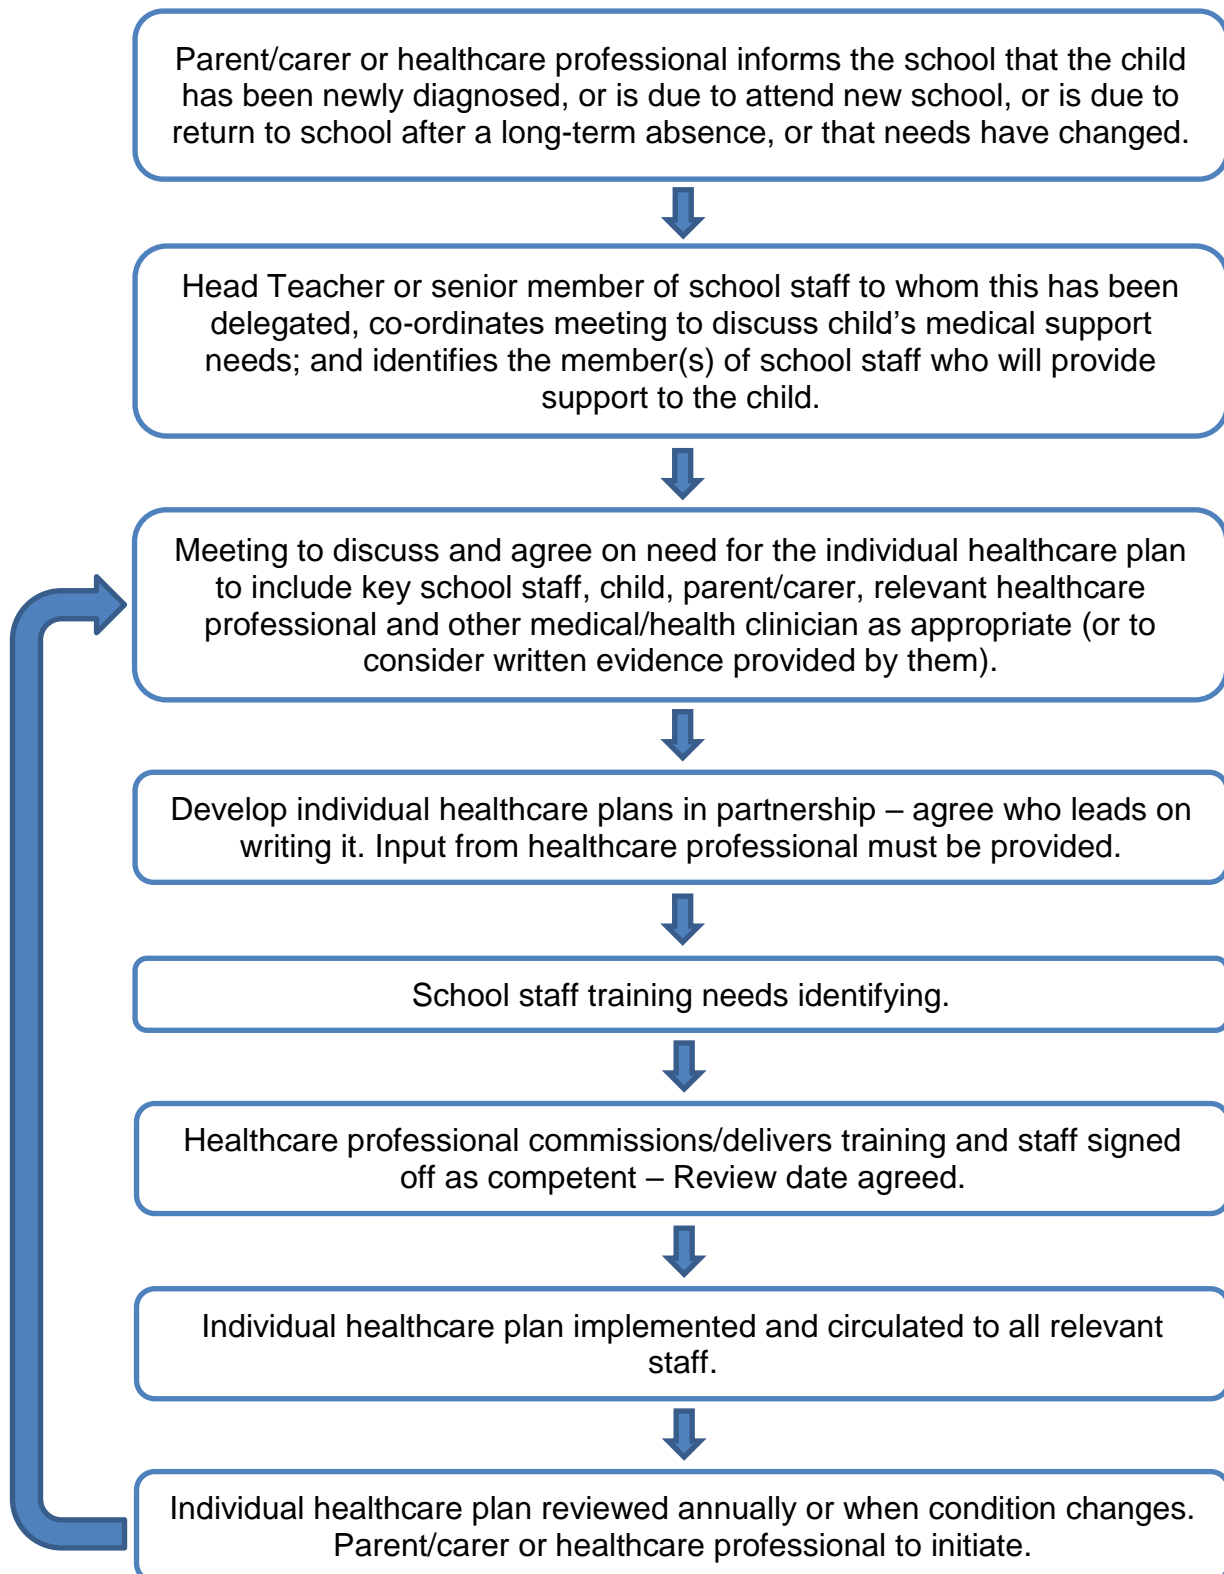 Parent/carer or healthcare professional informs the school that the child
has been newly diagnosed, or is due to attend new school, or is due to
return to school after a long-term absence, or that needs have changed.
Head Teacher or senior member of school staff to whom this has been
delegated, co-ordinates meeting to discuss child’s medical support
needs; and identifies the member(s) of school staff who will provide
support to the child.
Meeting to discuss and agree on need for the individual healthcare plan
to include key school staff, child, parent/carer, relevant healthcare
professional and other medical/health clinician as appropriate (or to
consider written evidence provided by them).
Develop individual healthcare plans in partnership – agree who leads on
writing it. Input from healthcare professional must be provided.
School staff training needs identifying.
Healthcare professional commissions/delivers training and staff signed
off as competent – Review date agreed.
Individual healthcare plan implemented and circulated to all relevant
staff.
Individual healthcare plan reviewed annually or when condition changes.
Parent/carer or healthcare professional to initiate.